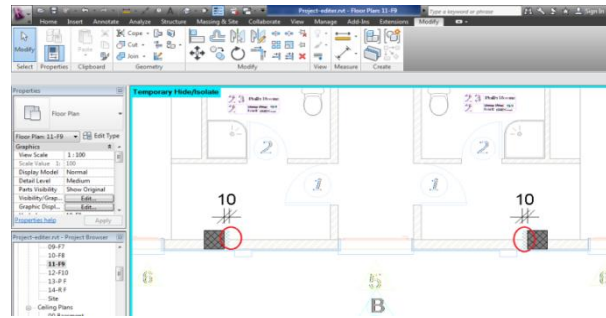 Project-editer.rvt - Floor Plan: 11-F9
Type a keyword or phrase
Sign In
Home Insert Annotate Analyze Structure Massing & Site Collaborate View Manage Add-Ins Extensions Modify
Modify
Paste
Cope
Cut
Join
Select Properties Clipboard Geometry Modify View Measure Create
Properties
Floor Plan
Floor Plan: 11-F9
Edit Type
Graphics
View Scale 1 : 100
Scale Value 1: 100
Display Model Normal
Detail Level Medium
Parts Visibility Show Original
Visibility/Grap... Edit...
Graphic Displ... Edit...
Properties help
Apply
Project-editer.rvt - Project Browser
09-F7
10-F8
11-F9
12-F10
13-P F
14-R F
Site
Ceiling Plans
Temporary Hide/Isolate
23
23
2
2
1
1
10
10
5
B